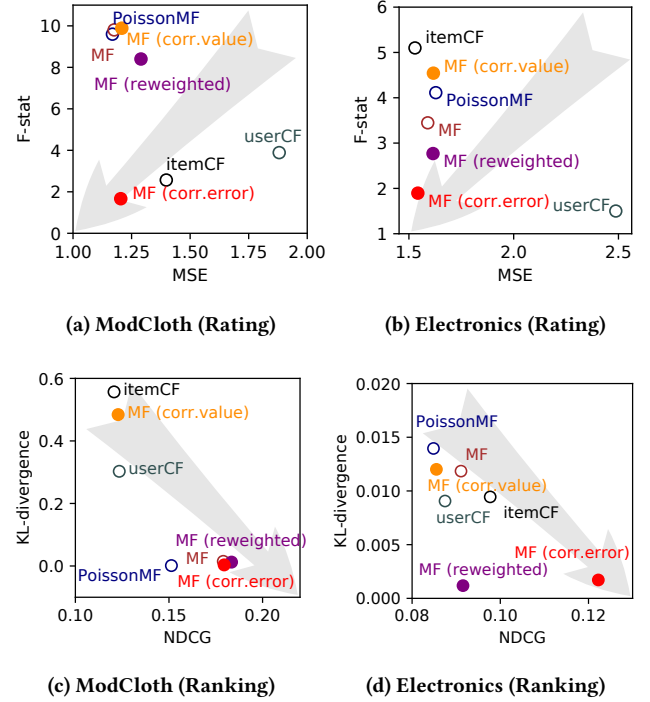 10
8
6
4
2
0
F-stat
PoissonMF
MF
MF (corr.value)
MF (reweighted)
userCF
itemCF
MF (corr.error)
1.00 1.25 1.50 1.75 2.00
MSE
(a) ModCloth (Rating)
6
5
4
3
2
1
F-stat
itemCF
MF (corr.value)
PoissonMF
MF
MF (reweighted)
MF (corr.error)
userCF
1.5 2.0 2.5
MSE
(b) Electronics (Rating)
0.6
0.4
0.2
0.0
KL-divergence
itemCF
MF (corr.value)
userCF
MF (reweighted)
MF
PoissonMF
MF (corr.error)
0.10 0.15 0.20
NDCG
(c) ModCloth (Ranking)
0.020
0.015
0.010
0.005
0.000
KL-divergence
PoissonMF
MF
MF (corr.value)
userCF
itemCF
MF (corr.error)
MF (reweighted)
0.08 0.10 0.12
NDCG
(d) Electronics (Ranking)